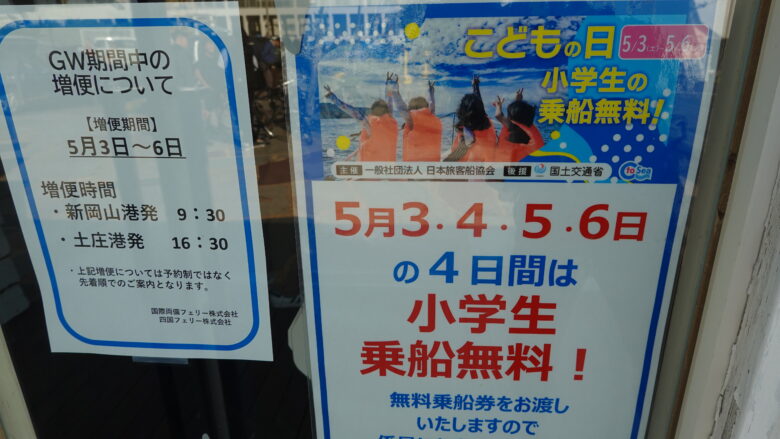 GW期間中の
増便について
【増便期間】
5月3日～6日
増便時間
・新岡山港発 9：30
・土庄港発 16：30
・上記増便については予約制ではなく
先着順でのご案内となります。
国際両備フェリー株式会社
四国フェリー株式会社
こどもの日
5/3(土)～5/6
小学生の
乗船無料!
主催 一般社団法人 日本旅客船協会 後援 国土交通省
to Sea
5月3・4・5・6日
の4日間は
小学生
乗船無料！
無料乗船券をお渡し
いたしますので